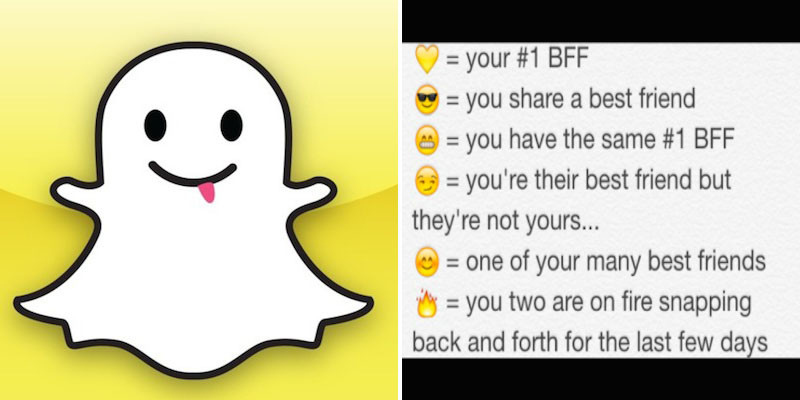 💛 = your #1 BFF
😎 = you share a best friend
😬 = you have the same #1 BFF
😏 = you're their best friend but
they're not yours...
😊 = one of your many best friends
🔥 = you two are on fire snapping
back and forth for the last few days